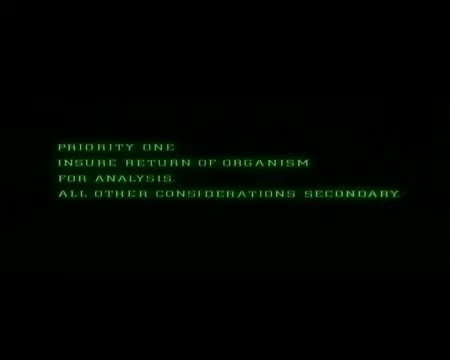 PRIORITY ONE
INSURE RETURN OF ORGANISM
FOR ANALYSIS.
ALL OTHER CONSIDERATIONS SECONDARY.